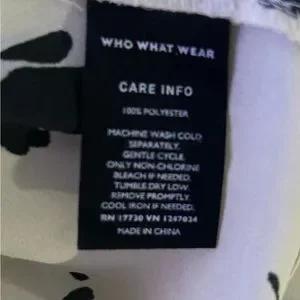 WHO WHAT WEAR
CARE INFO
100% POLYESTER
MACHINE WASH COLD
SEPARATELY.
GENTLE CYCLE.
ONLY NON-CHLORINE
BLEACH IF NEEDED.
TUMBLE DRY LOW.
REMOVE PROMPTLY.
COOL IRON IF NEEDED.
RN 17730 VN 1247024
MADE IN CHINA